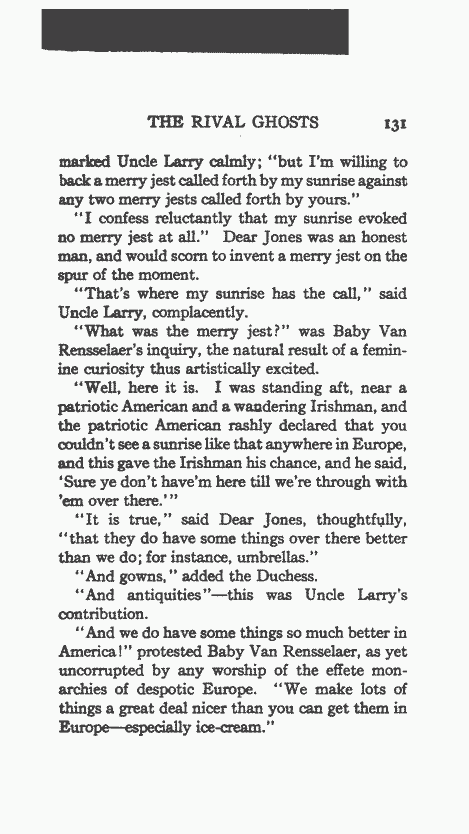 THE RIVAL GHOSTS 131
marked Uncle Larry calmly; "but I'm willing to
back a merry jest called forth by my sunrise against
any two merry jests called forth by yours."
"I confess reluctantly that my sunrise evoked
no merry jest at all." Dear Jones was an honest
man, and would scorn to invent a merry jest on the
spur of the moment.
"That's where my sunrise has the call," said
Uncle Larry, complacently.
"What was the merry jest?" was Baby Van
Rensselaer's inquiry, the natural result of a femin-
ine curiosity thus artistically excited.
"Well, here it is. I was standing aft, near a
patriotic American and a wandering Irishman, and
the patriotic American rashly declared that you
couldn't see a sunrise like that anywhere in Europe,
and this gave the Irishman his chance, and he said,
'Sure ye don't have'm here till we're through with
'em over there.'"
"It is true," said Dear Jones, thoughtfully,
"that they do have some things over there better
than we do; for instance, umbrellas."
"And gowns," added the Duchess.
"And antiquities"—this was Uncle Larry's
contribution.
"And we do have some things so much better in
America!" protested Baby Van Rensselaer, as yet
uncorrupted by any worship of the effete mon-
archies of despotic Europe. "We make lots of
things a great deal nicer than you can get them in
Europe—especially ice-cream."